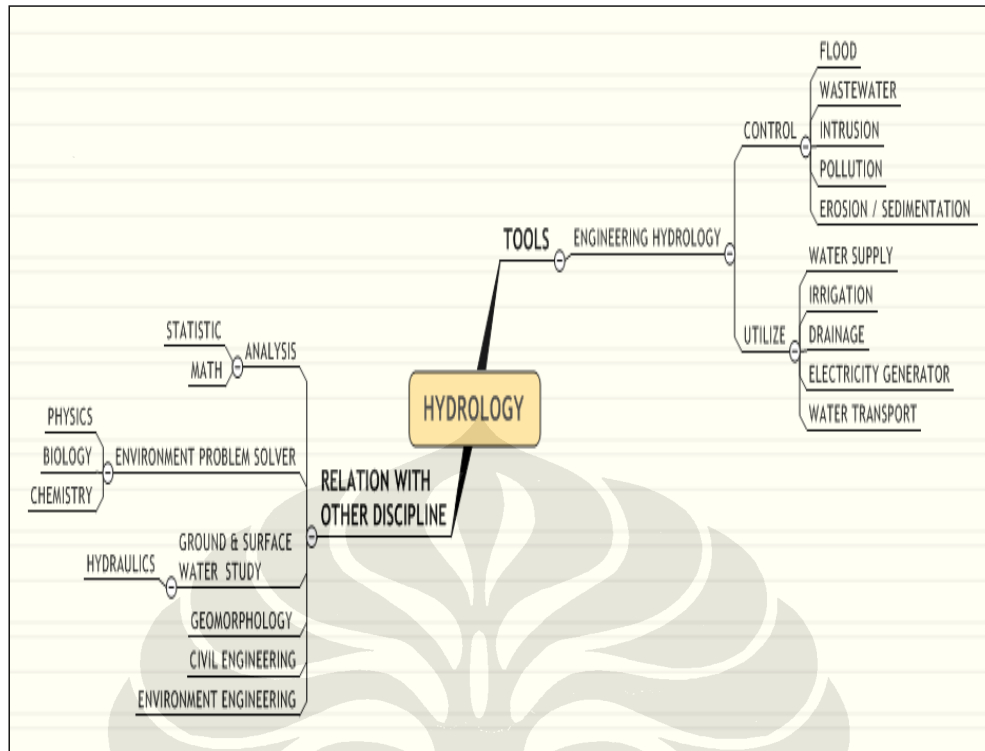 HYDROLOGY
TOOLS
ENGINEERING HYDROLOGY
CONTROL
FLOOD
WASTEWATER
INTRUSION
POLLUTION
EROSION / SEDIMENTATION
UTILIZE
WATER SUPPLY
IRRIGATION
DRAINAGE
ELECTRICITY GENERATOR
WATER TRANSPORT
RELATION WITH
OTHER DISCIPLINE
ANALYSIS
STATISTIC
MATH
ENVIRONMENT PROBLEM SOLVER
PHYSICS
BIOLOGY
CHEMISTRY
GROUND & SURFACE
WATER STUDY
HYDRAULICS
GEOMORPHOLOGY
CIVIL ENGINEERING
ENVIRONMENT ENGINEERING